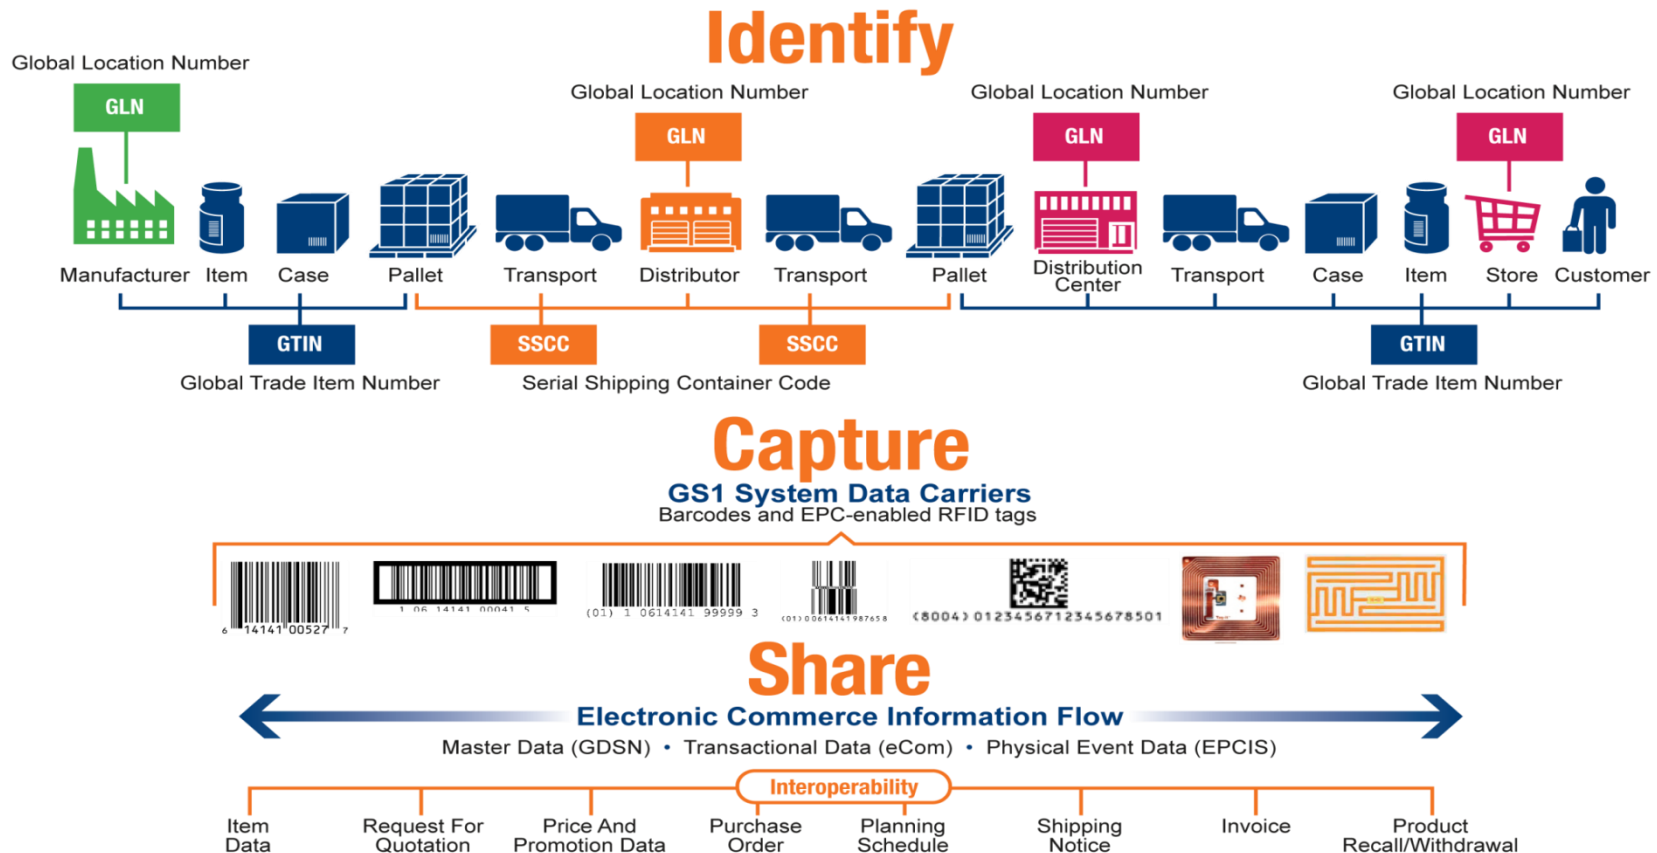 Identify
Global Location Number
GLN
Global Location Number
GLN
Global Location Number
GLN
Global Location Number
GLN
Manufacturer
Item
Case
Pallet
Transport
Distributor
Transport
Pallet
Distribution
Center
Transport
Case
Item
Store
Customer
GTIN
SSCC
SSCC
GTIN
Global Trade Item Number
Serial Shipping Container Code
Global Trade Item Number
Capture
GS1 System Data Carriers
Barcodes and EPC-enabled RFID tags
6 14141 00527 7
1 06 14141 00041 5
(01) 1 0614141 99999 3
(01)00614141987658
(8004) 0123456712345678501
Share
Electronic Commerce Information Flow
Master Data (GDSN) • Transactional Data (eCom) • Physical Event Data (EPCIS)
Interoperability
Item
Data
Request For
Quotation
Price And
Promotion Data
Purchase
Order
Planning
Schedule
Shipping
Notice
Invoice
Product
Recall/Withdrawal